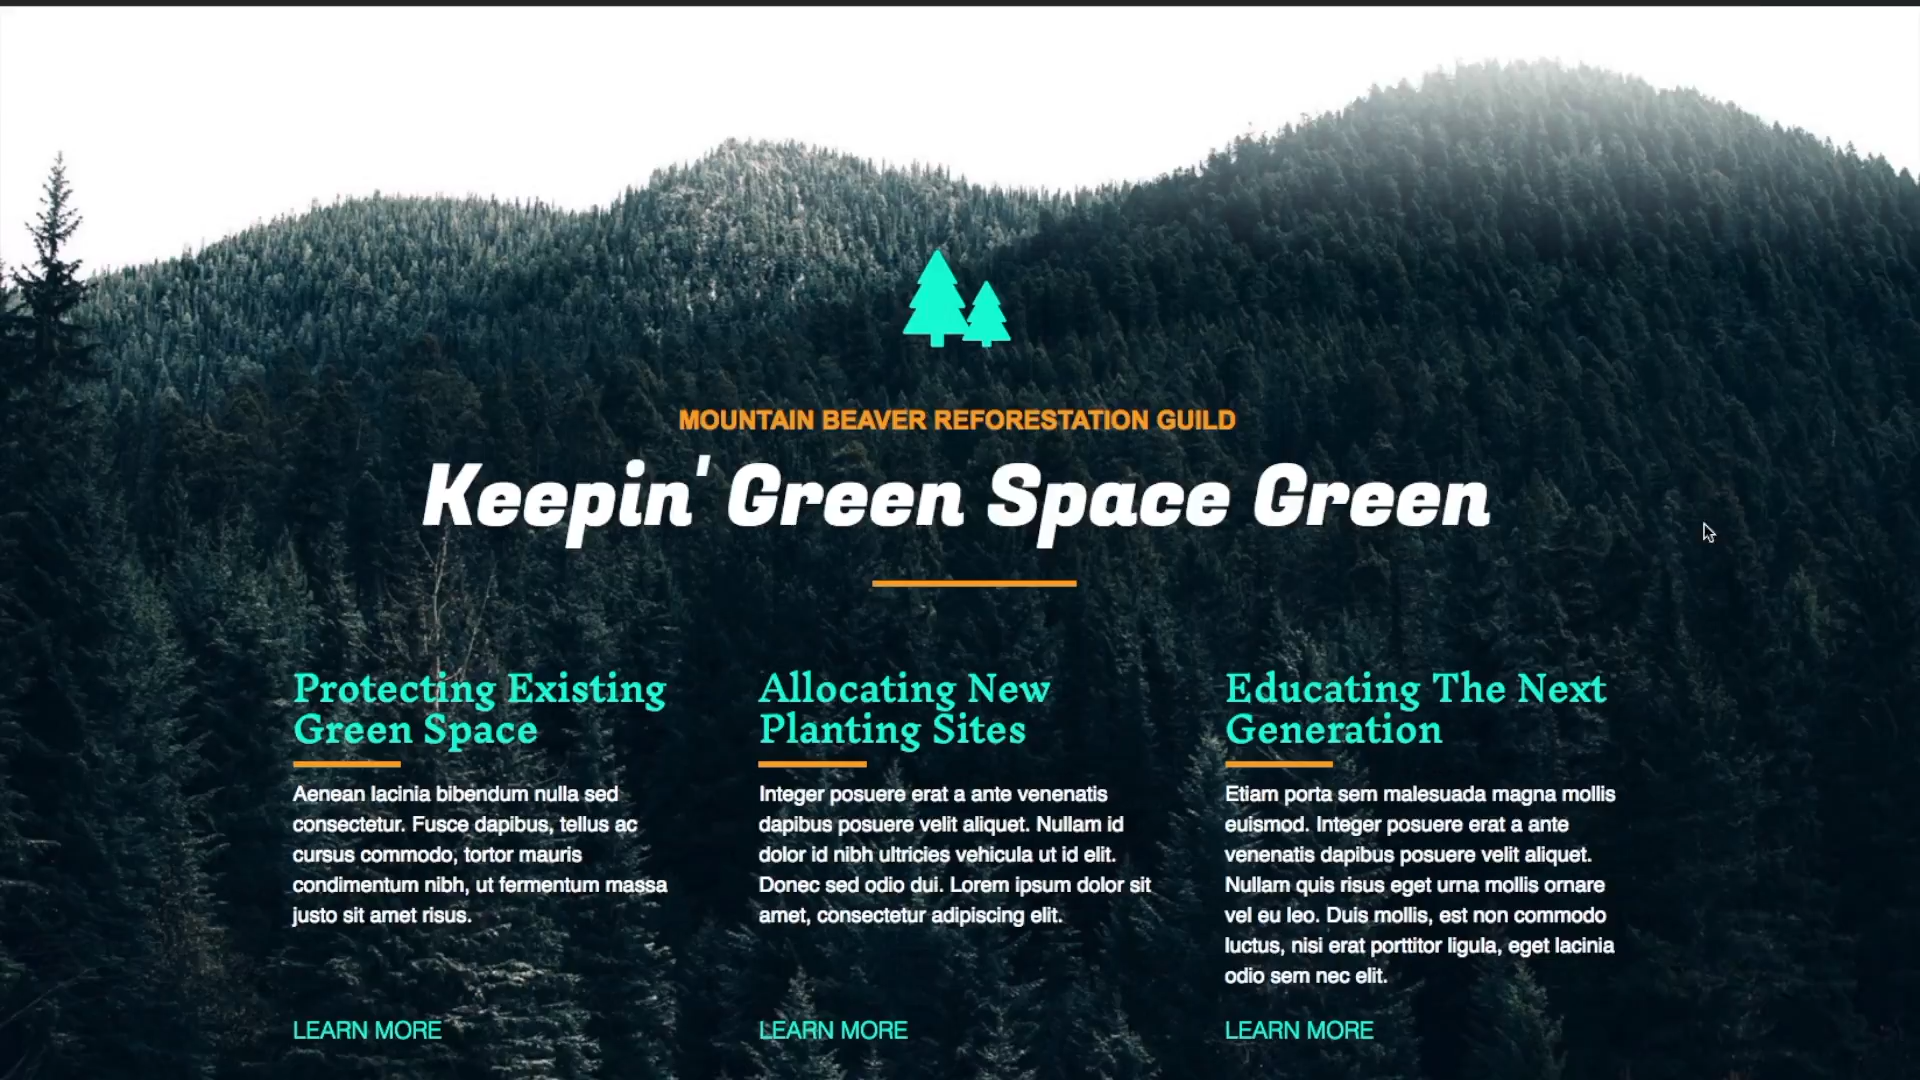 MOUNTAIN BEAVER REFORESTATION GUILD
Keepin' Green Space Green
Protecting Existing
Green Space
Aenean lacinia bibendum nulla sed
consectetur. Fusce dapibus, tellus ac
cursus commodo, tortor mauris
condimentum nibh, ut fermentum massa
justo sit amet risus.
LEARN MORE
Allocating New
Planting Sites
Integer posuere erat a ante venenatis
dapibus posuere velit aliquet. Nullam id
dolor id nibh ultricies vehicula ut id elit.
Donec sed odio dui. Lorem ipsum dolor sit
amet, consectetur adipiscing elit.
LEARN MORE
Educating The Next
Generation
Etiam porta sem malesuada magna mollis
euismod. Integer posuere erat a ante
venenatis dapibus posuere velit aliquet.
Nullam quis risus eget urna mollis ornare
vel eu leo. Duis mollis, est non commodo
luctus, nisi erat porttitor ligula, eget lacinia
odio sem nec elit.
LEARN MORE